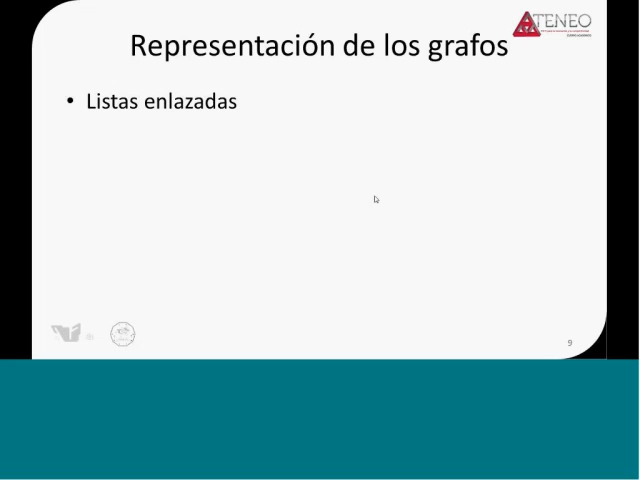 ATENEO
Representación de los grafos
• Listas enlazadas
9